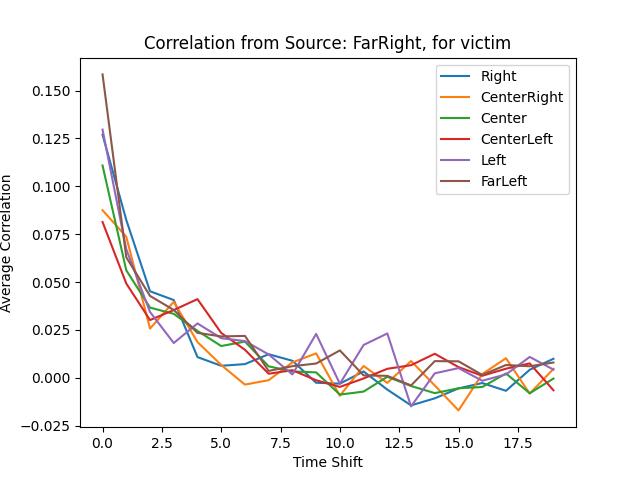 Correlation from Source: FarRight, for victim
Right
CenterRight
Center
CenterLeft
Left
FarLeft
0.150
0.125
0.100
0.075
0.050
0.025
0.000
−0.025
Average Correlation
0.0 2.5 5.0 7.5 10.0 12.5 15.0 17.5
Time Shift